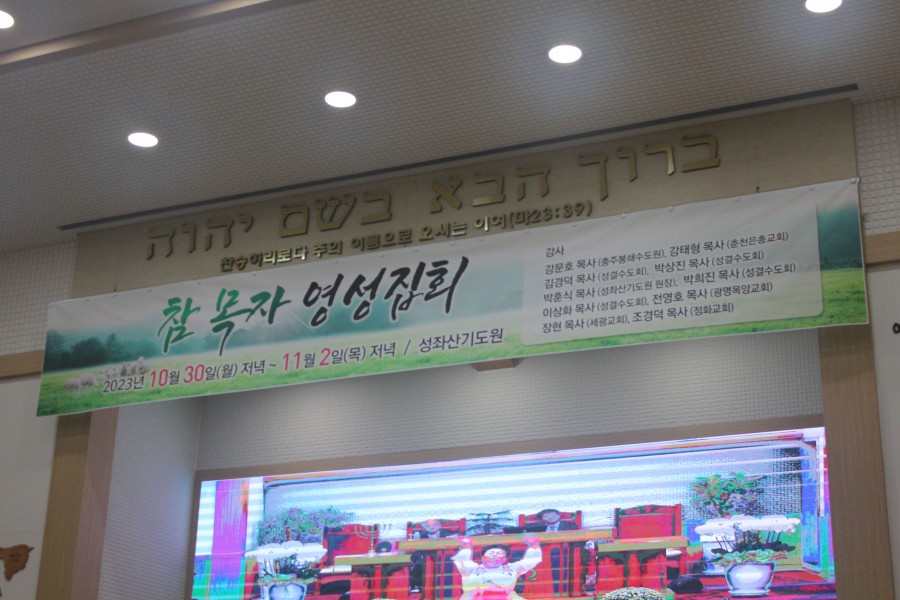 ברוך הבא בשם יהוה
찬송하리로다 주의 이름으로 오시는 이여(마23:39)
참 목자 영성집회
2023년 10월 30일(월) 저녁 ~ 11월 2일(목) 저녁 / 성좌산기도원
강사
강문호 목사 (충주봉쇄수도원), 강태형 목사 (춘천은총교회)
김경덕 목사 (성결수도회), 박상진 목사 (성결수도회)
박훈식 목사 (성좌산기도원 원장), 박희진 목사 (성결수도회)
이상화 목사 (성결수도회), 전영호 목사 (광명목양교회)
장현 목사 (세광교회), 조경덕 목사 (정화교회)